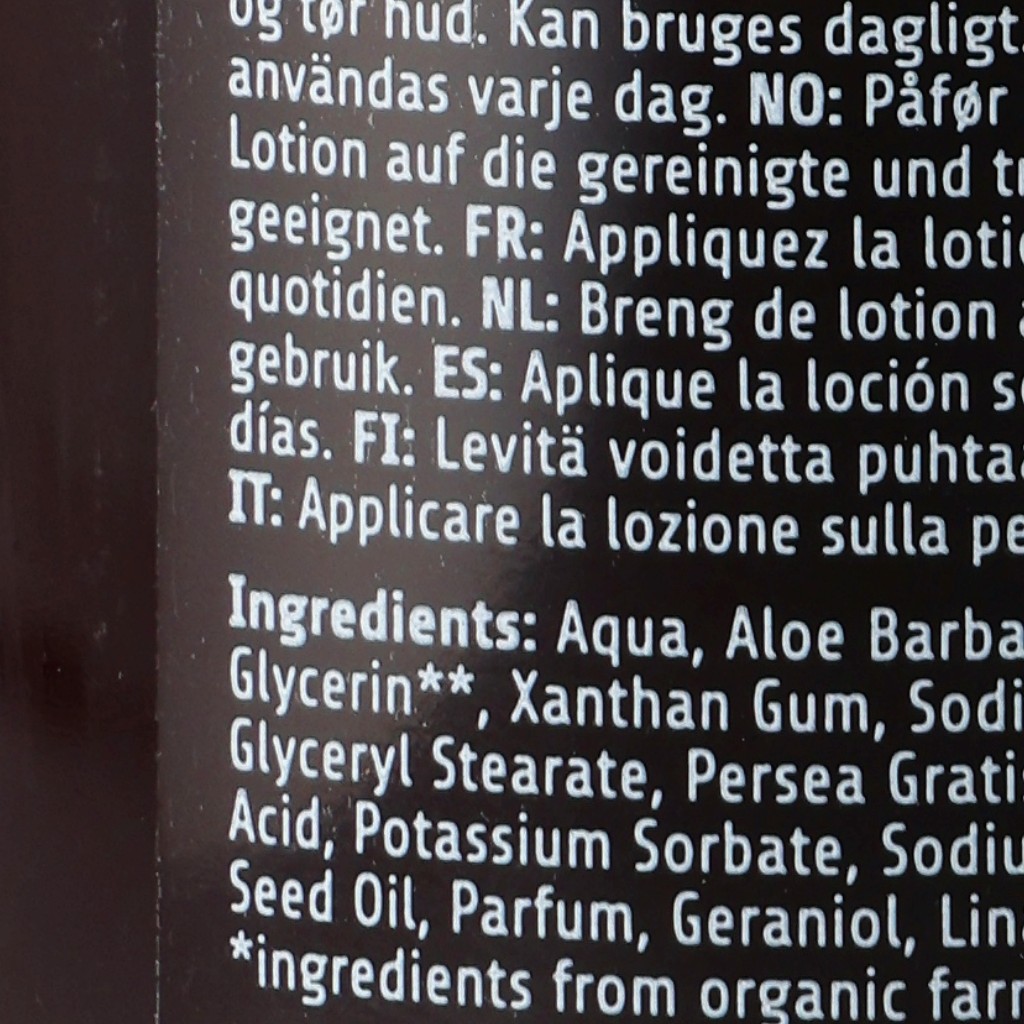 og tør hud. Kan bruges dagligt.
användas varje dag. NO: Påfør
Lotion auf die gereinigte und
geeignet. FR: Appliquez la
quotidien. NL: Breng de lotion
gebruik. ES: Aplique la loción
días. FI: Levitä voidetta
IT: Applicare la lozione sulla
Ingredients: Aqua, Aloe
Glycerin**, Xanthan Gum,
Glyceryl Stearate, Persea
Acid, Potassium Sorbate,
Seed Oil, Parfum, Geraniol,
*ingredients from organic